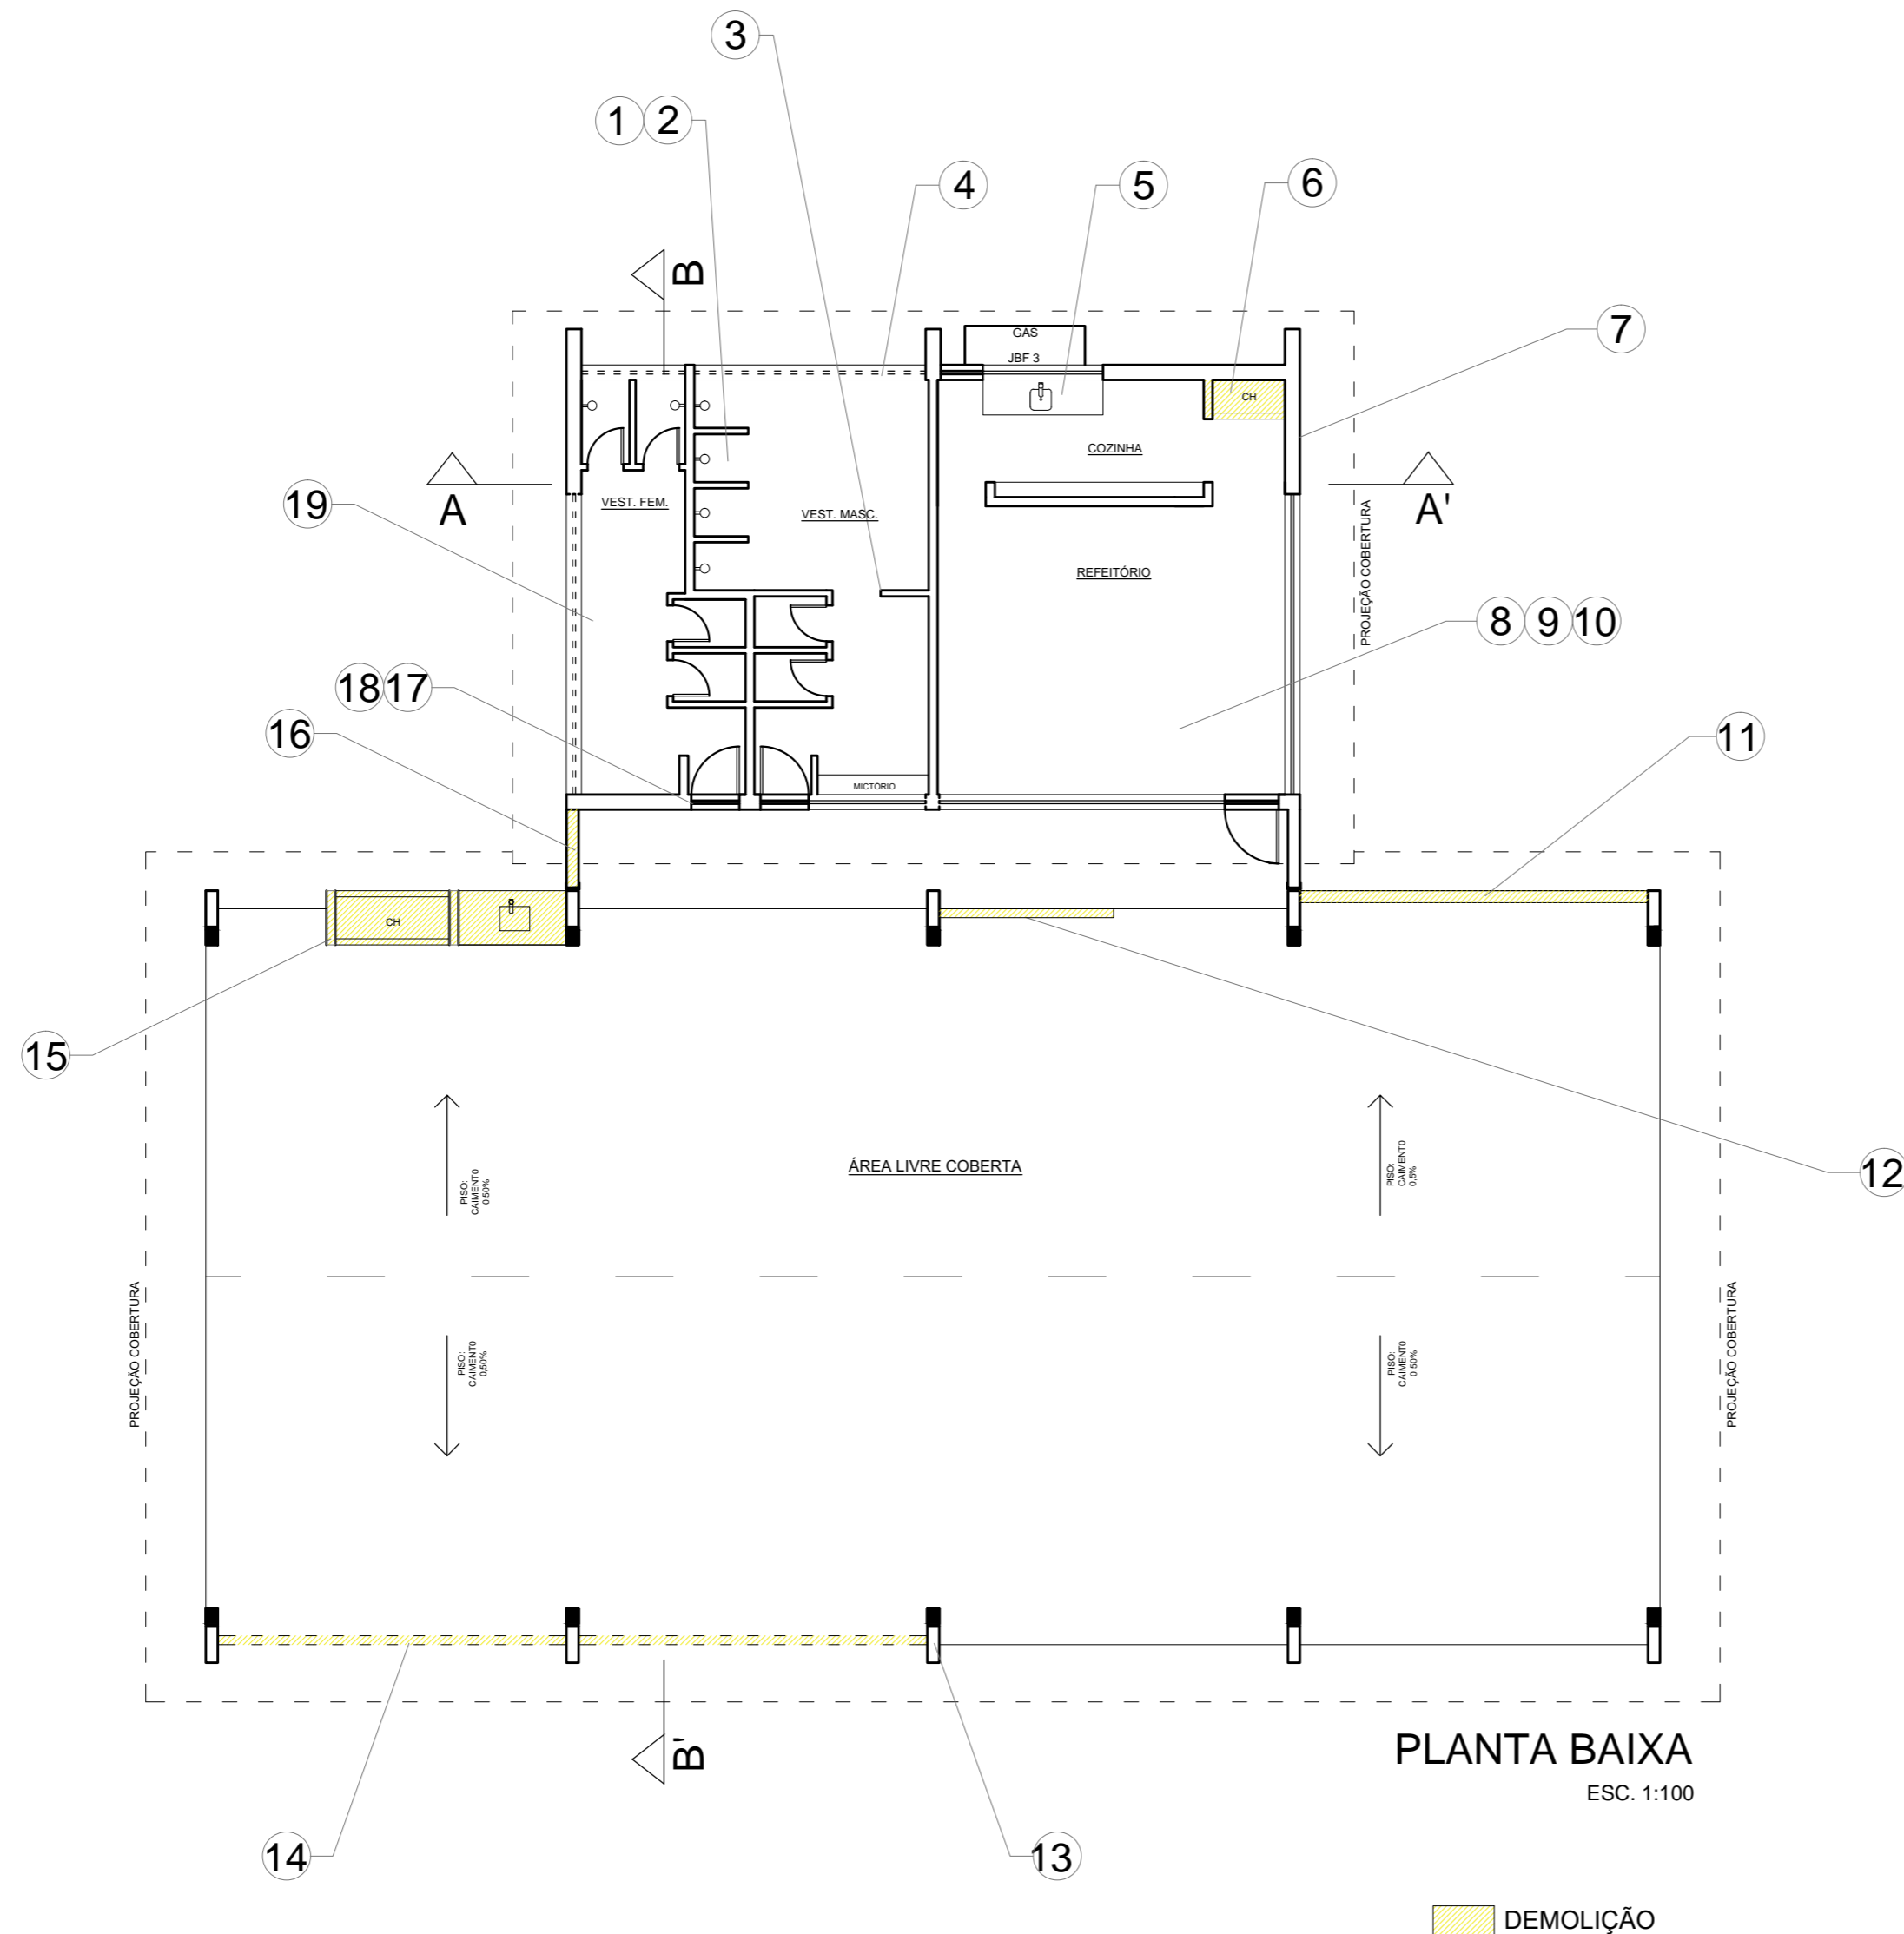 3
1 2
4
5
6
B
7
GÁS
JBF 3
CH
COZINHA
A
A'
19
VEST. FEM.
VEST. MASC.
PROJEÇÃO COBERTURA
REFEITÓRIO
8 9 10
18 17
16
11
MICTÓRIO
CH
15
12
ÁREA LIVRE COBERTA
PISO:
CAIMENTO
0,50%
PISO:
CAIMENTO
0,5%
PROJEÇÃO COBERTURA
PISO:
CAIMENTO
0,50%
PISO:
CAIMENTO
0,50%
PROJEÇÃO COBERTURA
B'
PLANTA BAIXA
ESC. 1:100
14
13
DEMOLIÇÃO